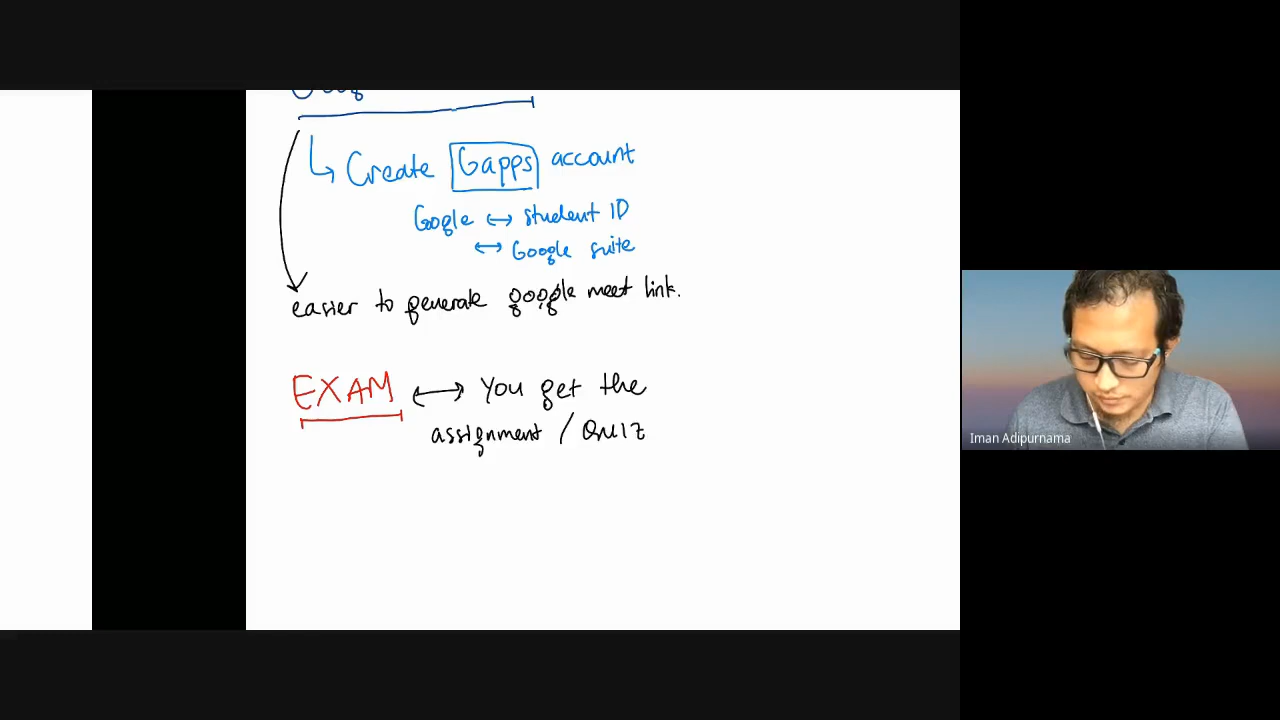 Create Gapps account
Google ↔ student ID
↔ Google suite
easier to generate google meet link.
EXAM ↔ You get the
assignment / QUIZ
Iman Adipurnama